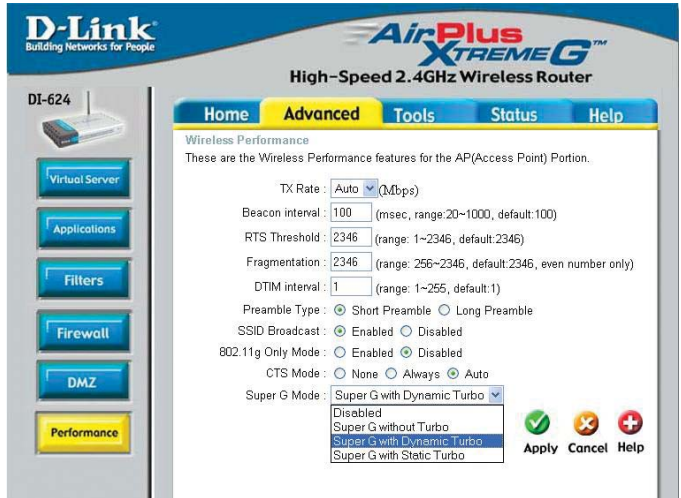 D-Link
Building Networks for People
AirPlus
XTREME G™
High-Speed 2.4GHz Wireless Router
DI-624
Home Advanced Tools Status Help
Virtual Server
Applications
Filters
Firewall
DMZ
Performance
Wireless Performance
These are the Wireless Performance features for the AP(Access Point) Portion.
TX Rate : Auto (Mbps)
Beacon interval : 100 (msec, range:20~1000, default:100)
RTS Threshold : 2346 (range: 1~2346, default:2346)
Fragmentation : 2346 (range: 256~2346, default:2346, even number only)
DTIM interval : 1 (range: 1~255, default:1)
Preamble Type : Short Preamble Long Preamble
SSID Broadcast : Enabled Disabled
802.11g Only Mode : Enabled Disabled
CTS Mode : None Always Auto
Super G Mode : Super G with Dynamic Turbo
Disabled
Super G without Turbo
Super G with Dynamic Turbo
Super G with Static Turbo
Apply Cancel Help